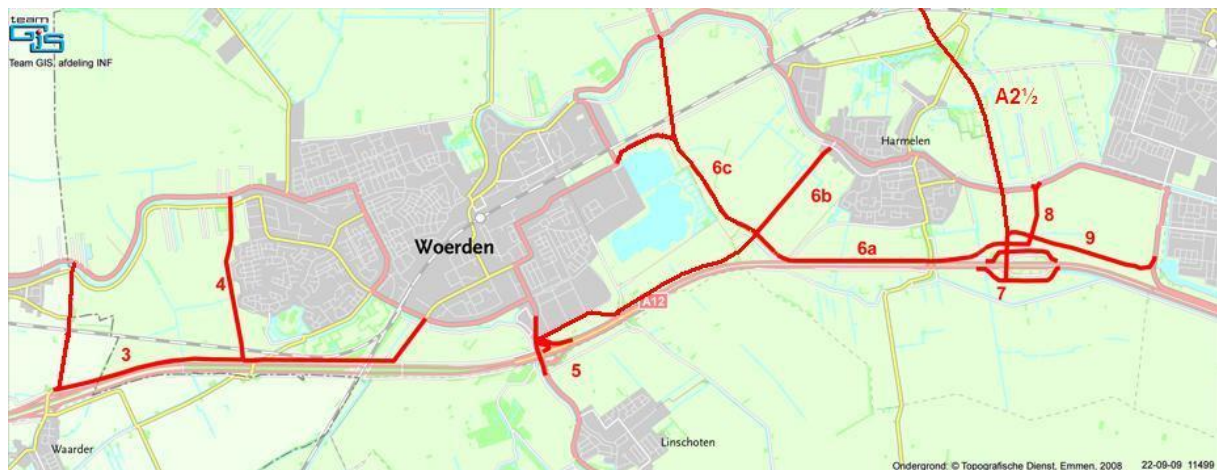 team
GIS
Team GIS, afdeling INF
A2½
Harmelen
6c
6b
8
9
Woerden
6a
4
7
A12
3
5
Waarder
Linschoten
Ondergrond: © Topografische Dienst, Emmen, 2008 22-09-09 11499